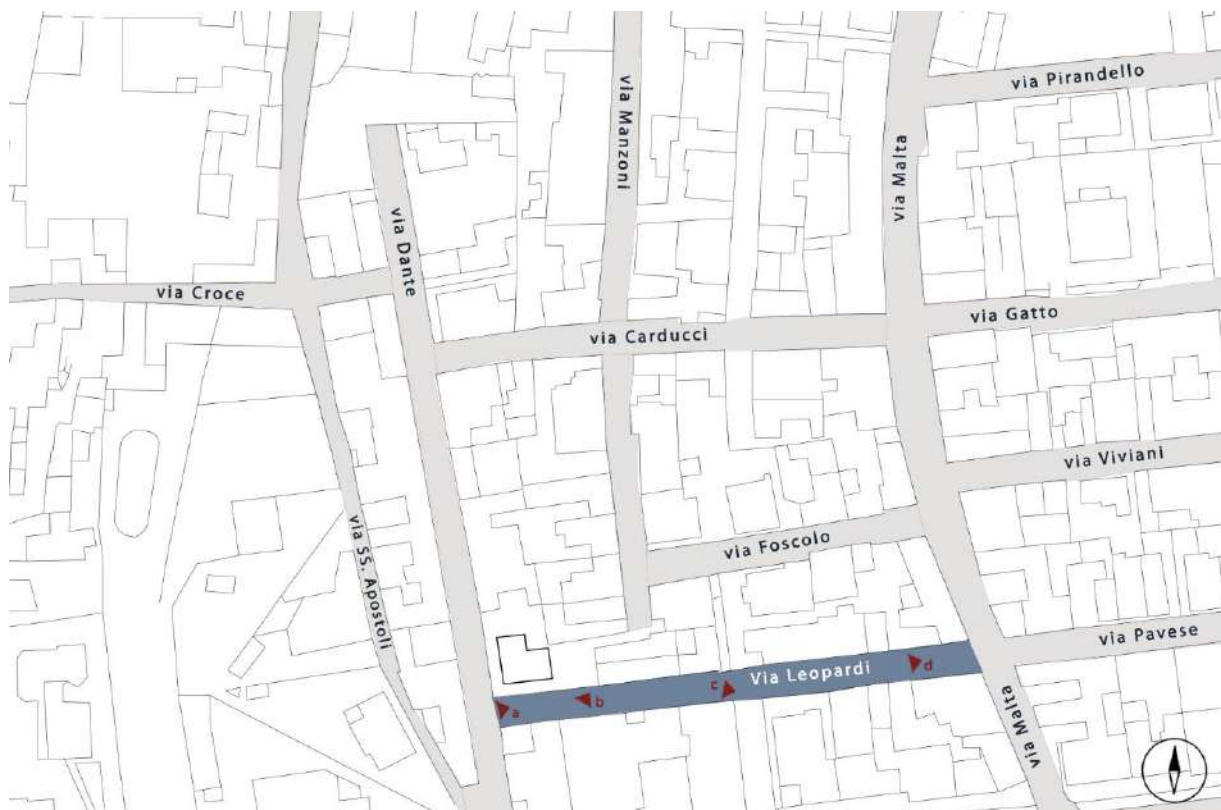 via Pirandello
via Manzoni
via Malta
via Dante
via Croce
via Gatto
via Carducci
via Viviani
via SS. Apostoli
via Foscolo
via Pavese
Via Leopardi
a
b
c
d
via Malta